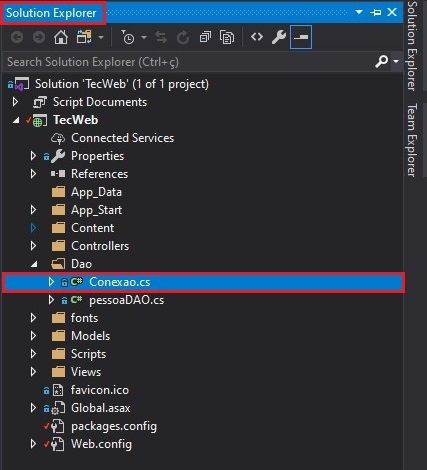 Solution Explorer
Search Solution Explorer (Ctrl+ç)
Solution 'TecWeb' (1 of 1 project)
Script Documents
TecWeb
Connected Services
Properties
References
App_Data
App_Start
Content
Controllers
Dao
C# Conexao.cs
C# pessoaDAO.cs
fonts
Models
Scripts
Views
favicon.ico
Global.asax
packages.config
Web.config
Solution Explorer
Team Explorer